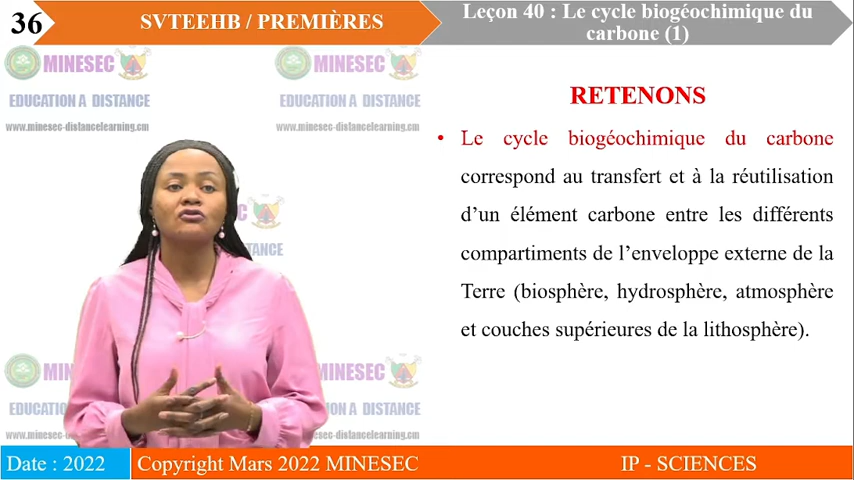 36
SVTEEHB / PREMIÈRES
Leçon 40 : Le cycle biogéochimique du
carbone (1)
MINESEC
MINESEC
EDUCATION A DISTANCE
EDUCATION A DISTANCE
www.minesec-distancelearning.cm
www.minesec-distancelearning.cm
RETENONS
• Le cycle biogéochimique du carbone
correspond au transfert et à la réutilisation
d'un élément carbone entre les différents
compartiments de l'enveloppe externe de la
Terre (biosphère, hydrosphère, atmosphère
et couches supérieures de la lithosphère).
Date : 2022
Copyright Mars 2022 MINESEC
IP - SCIENCES